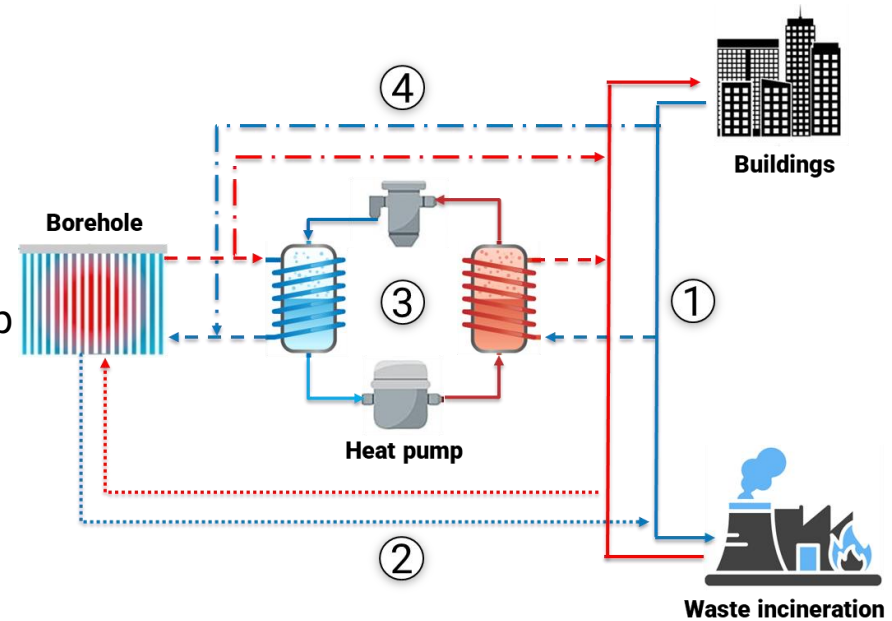 4
Buildings
Borehole
1
3
Heat pump
2
Waste incineration